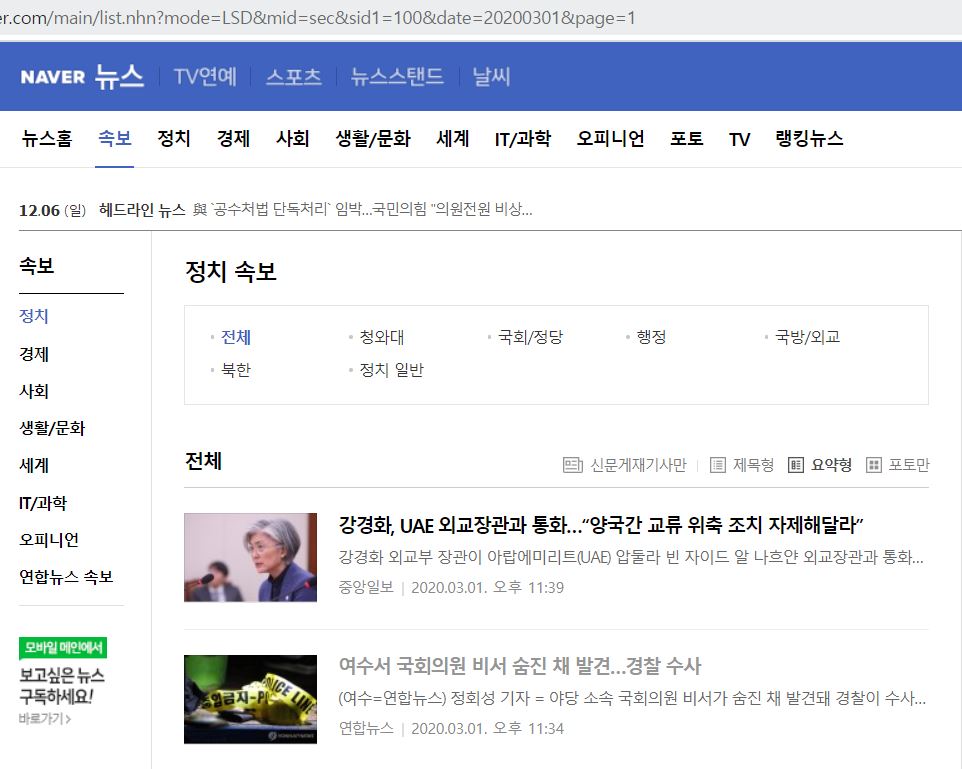 er.com/main/list.nhn?mode=LSD&mid=sec&sid1=100&date=20200301&page=1
NAVER 뉴스 TV연예 스포츠 뉴스스탠드 날씨
뉴스홈 속보 정치 경제 사회 생활/문화 세계 IT/과학 오피니언 포토 TV 랭킹뉴스
12.06 (일) 헤드라인 뉴스 與 `공수처법 단독처리` 임박…국민의힘 "의원전원 비상...
속보
정치
경제
사회
생활/문화
세계
IT/과학
오피니언
연합뉴스 속보
모바일 메인에서
보고싶은 뉴스
구독하세요!
바로가기 >
정치 속보
전체 청와대 국회/정당 행정 국방/외교
북한 정치 일반
전체 신문게재기사만 제목형 요약형 포토만
강경화, UAE 외교장관과 통화…“양국간 교류 위축 조치 자제해달라”
강경화 외교부 장관이 아랍에미리트(UAE) 압둘라 빈 자이드 알 나흐얀 외교장관과 통화...
중앙일보 | 2020.03.01. 오후 11:39
여수서 국회의원 비서 숨진 채 발견…경찰 수사
(여수=연합뉴스) 정회성 기자 = 야당 소속 국회의원 비서가 숨진 채 발견돼 경찰이 수사...
연합뉴스 | 2020.03.01. 오후 11:34
POLICE LINE